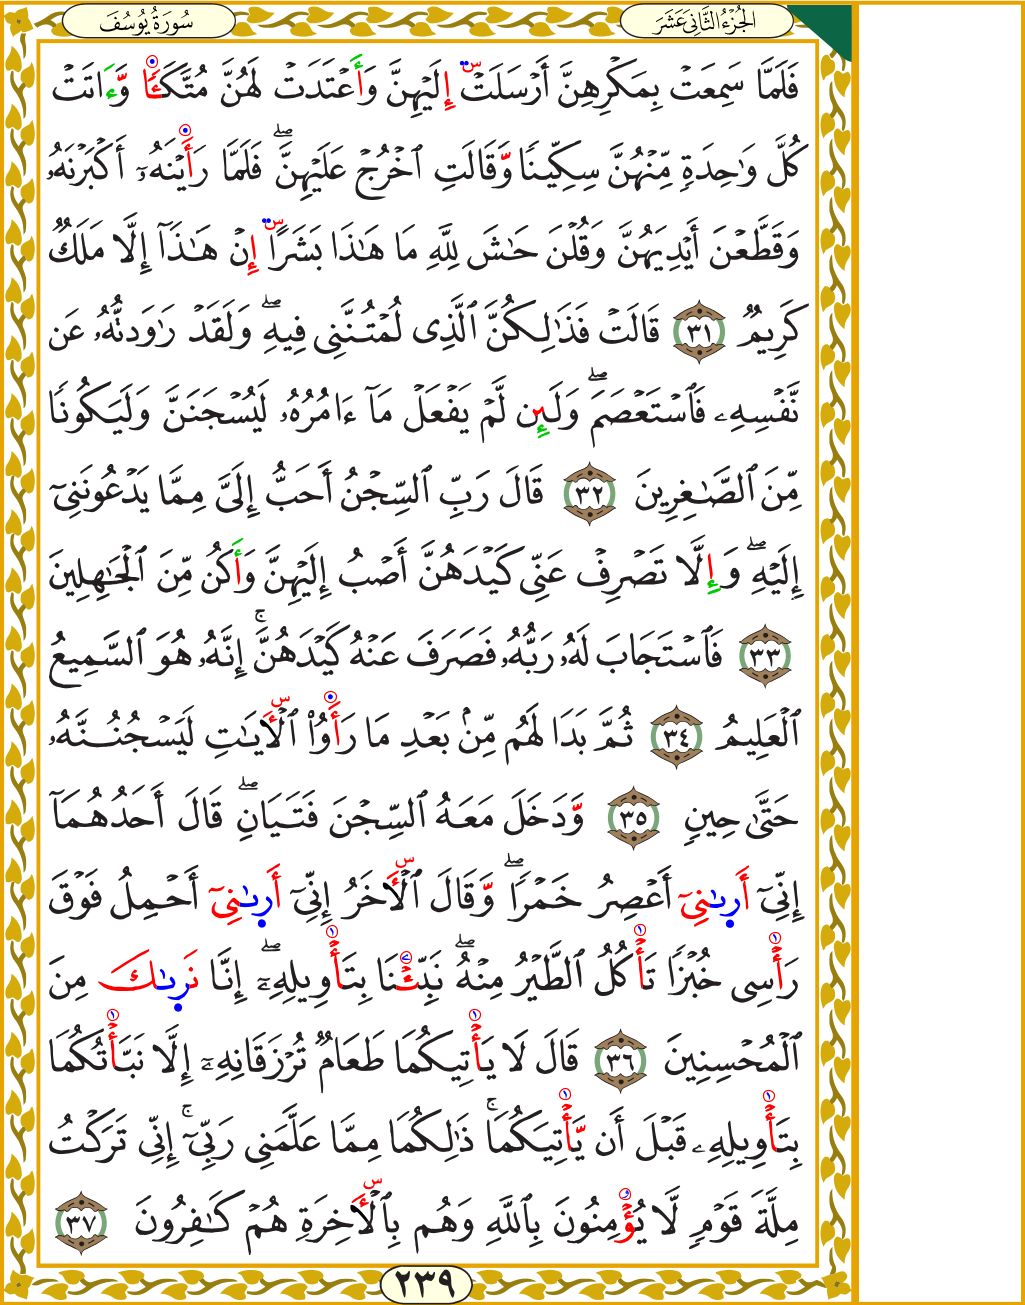 الجُزْءُ الثَّانِي عَشَرَ
سُورَةُ يُوسُفَ
فَلَمَّا سَمِعَتْ بِمَكْرِهِنَّ أَرْسَلَتْ إِلَيْهِنَّ وَأَعْتَدَتْ لَهُنَّ مُتَّكَـًٔا وَّءَاتَتْ
كُلَّ وَٰحِدَةٍ مِّنْهُنَّ سِكِّينًا وَّقَالَتِ ٱخْرُجْ عَلَيْهِنَّ ۖ فَلَمَّا رَأَيْنَهُۥٓ أَكْبَرْنَهُۥ
وَقَطَّعْنَ أَيْدِيَهُنَّ وَقُلْنَ حَٰشَ لِلَّهِ مَا هَٰذَا بَشَرًا إِنْ هَٰذَآ إِلَّا مَلَكٌ
كَرِيمٌ ٣١ قَالَتْ فَذَٰلِكُنَّ ٱلَّذِى لُمْتُنَّنِى فِيهِ ۖ وَلَقَدْ رَٰوَدتُّهُۥ عَن
نَّفْسِهِۦ فَٱسْتَعْصَمَ ۖ وَلَئِن لَّمْ يَفْعَلْ مَآ ءَامُرُهُۥ لَيُسْجَنَنَّ وَلَيَكُونًا
مِّنَ ٱلصَّٰغِرِينَ ٣٢ قَالَ رَبِّ ٱلسِّجْنُ أَحَبُّ إِلَىَّ مِمَّا يَدْعُونَنِىٓ
إِلَيْهِ ۖ وَإِلَّا تَصْرِفْ عَنِّى كَيْدَهُنَّ أَصْبُ إِلَيْهِنَّ وَأَكُن مِّنَ ٱلْجَٰهِلِينَ
٣٣ فَٱسْتَجَابَ لَهُۥ رَبُّهُۥ فَصَرَفَ عَنْهُ كَيْدَهُنَّ ۚ إِنَّهُۥ هُوَ ٱلسَّمِيعُ
ٱلْعَلِيمُ ٣٤ ثُمَّ بَدَا لَهُم مِّنۢ بَعْدِ مَا رَأَوُا۟ ٱلْأَيَٰتِ لَيَسْجُنُنَّهُۥ
حَتَّىٰ حِينٍ ٣٥ وَّدَخَلَ مَعَهُ ٱلسِّجْنَ فَتَيَانِ ۖ قَالَ أَحَدُهُمَآ
إِنِّىٓ أَرِىٰنِىٓ أَعْصِرُ خَمْرًا ۖ وَّقَالَ ٱلْأَخَرُ إِنِّىٓ أَرِىٰنِىٓ أَحْمِلُ فَوْقَ
رَأْسِى خُبْزًا تَأْكُلُ ٱلطَّيْرُ مِنْهُ ۖ نَبِّئْنَا بِتَأْوِيلِهِۦٓ ۖ إِنَّا نَرِىٰكَ مِنَ
ٱلْمُحْسِنِينَ ٣٦ قَالَ لَا يَأْتِيكُمَا طَعَامٌ تُرْزَقَانِهِۦٓ إِلَّا نَبَّأْتُكُمَا
بِتَأْوِيلِهِۦ قَبْلَ أَن يَّأْتِيَكُمَا ۚ ذَٰلِكُمَا مِمَّا عَلَّمَنِى رَبِّىٓ ۚ إِنِّى تَرَكْتُ
مِلَّةَ قَوْمٍ لَّا يُؤْمِنُونَ بِٱللَّهِ وَهُم بِٱلْأَخِرَةِ هُمْ كَٰفِرُونَ ٣٧
٢٣٩